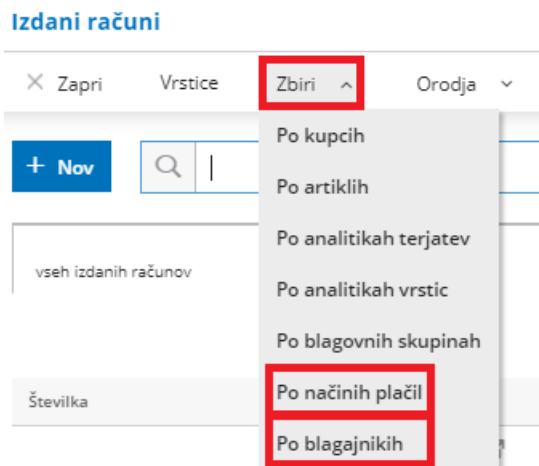 Izdani računi
Zapri Vrstice Zbiri Orodja
Po kupcih
+ Nov
Po artiklih
Po analitikah terjatev
vseh izdanih računov
Po analitikah vrstic
Po blagovnih skupinah
Po načinih plačil
Številka
Po blagajnikih